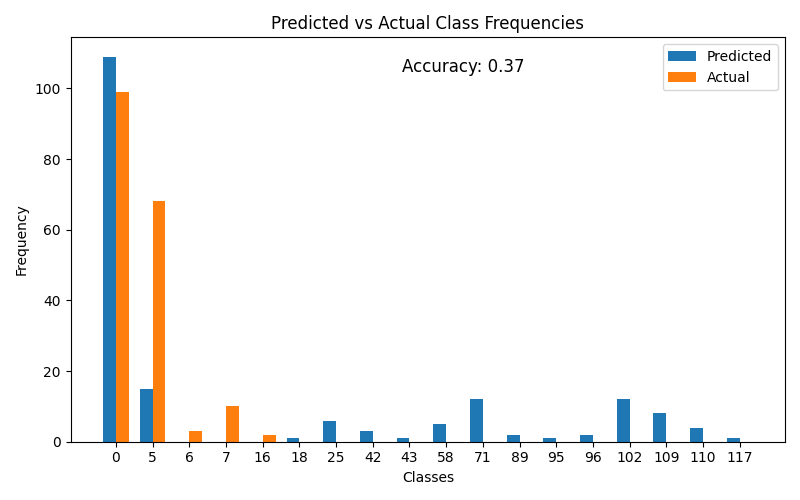 Predicted vs Actual Class Frequencies
Accuracy: 0.37
Predicted
Actual
Frequency
100
80
60
40
20
0
0 5 6 7 16 18 25 42 43 58 71 89 95 96 102 109 110 117
Classes